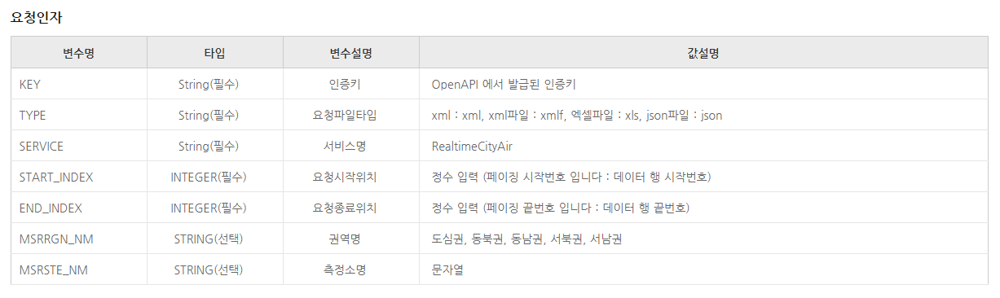 요청인자
변수명 타입 변수설명 값설명
KEY String(필수) 인증키 OpenAPI 에서 발급된 인증키
TYPE String(필수) 요청파일타입 xml : xml, xml파일 : xmlf, 엑셀파일 : xls, json파일 : json
SERVICE String(필수) 서비스명 RealtimeCityAir
START_INDEX INTEGER(필수) 요청시작위치 정수 입력 (페이징 시작번호 입니다 : 데이터 행 시작번호)
END_INDEX INTEGER(필수) 요청종료위치 정수 입력 (페이징 끝번호 입니다 : 데이터 행 끝번호)
MSRRGN_NM STRING(선택) 권역명 도심권, 동북권, 동남권, 서북권, 서남권
MSRSTE_NM STRING(선택) 측정소명 문자열